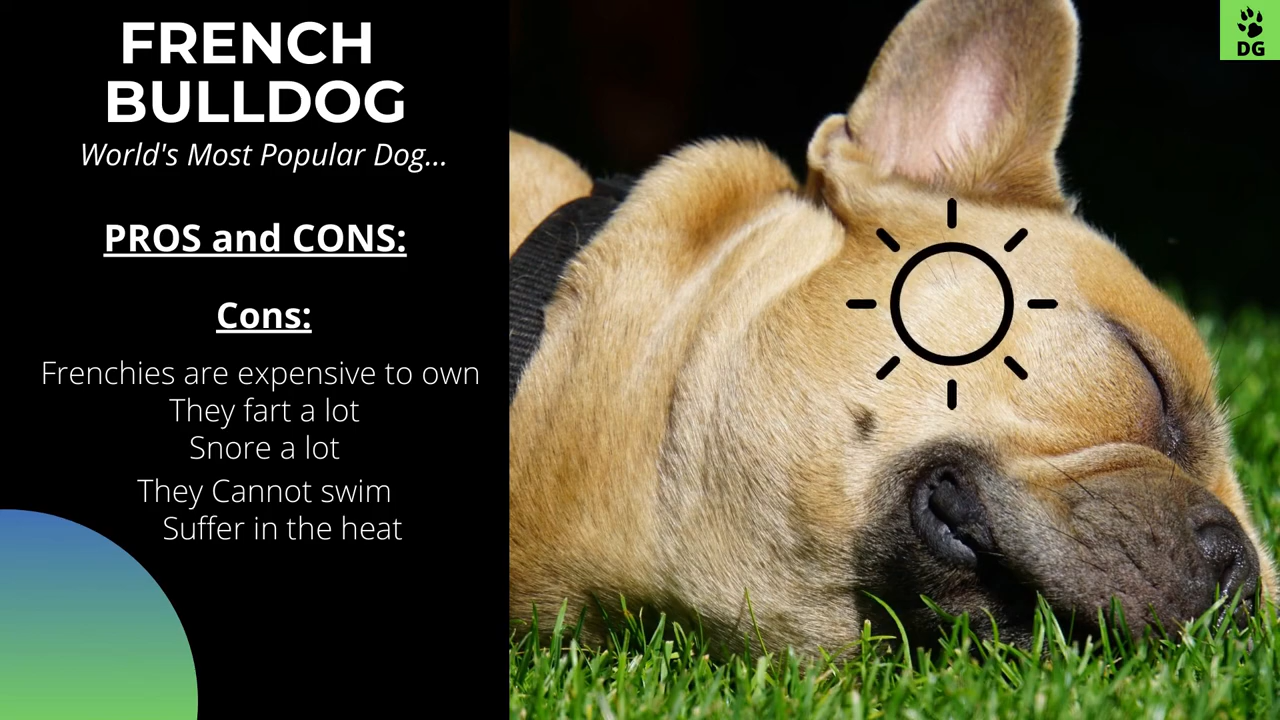 FRENCH
BULLDOG
World's Most Popular Dog...
PROS and CONS:
Cons:
Frenchies are expensive to own
They fart a lot
Snore a lot
They Cannot swim
Suffer in the heat
DG